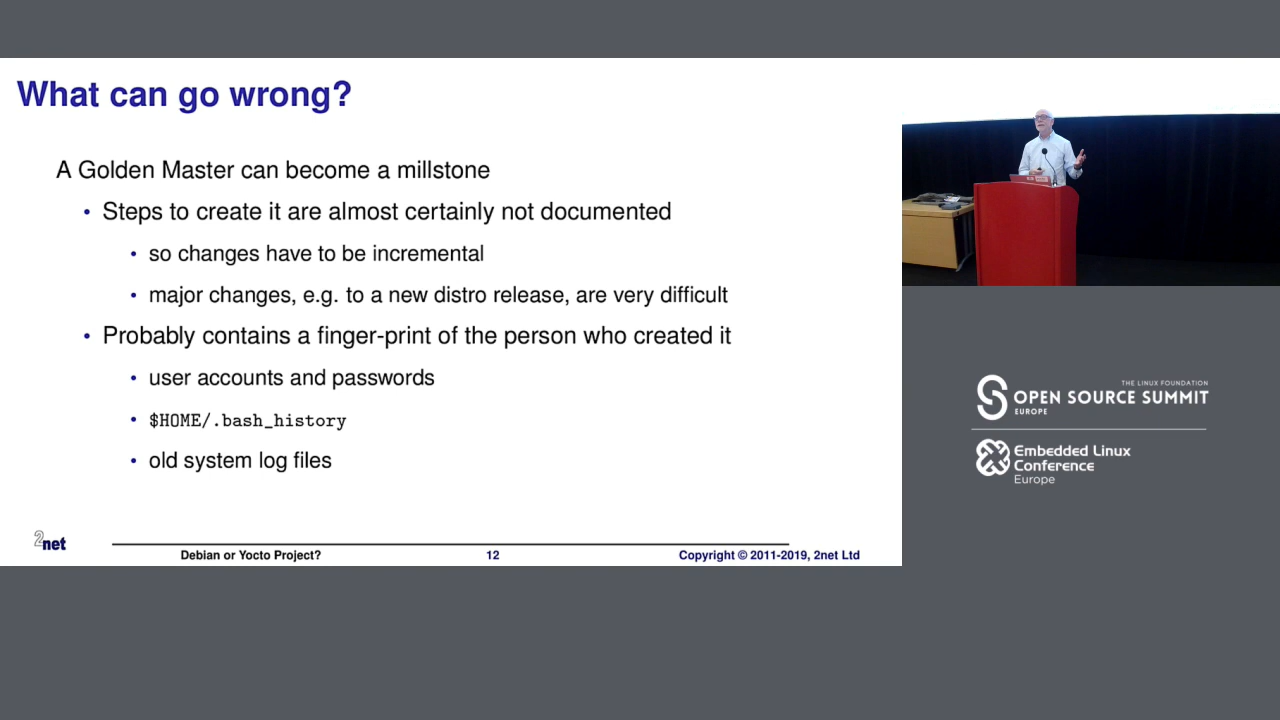 What can go wrong?
A Golden Master can become a millstone
• Steps to create it are almost certainly not documented
• so changes have to be incremental
• major changes, e.g. to a new distro release, are very difficult
• Probably contains a finger-print of the person who created it
• user accounts and passwords
• $HOME/.bash_history
• old system log files
2net
Debian or Yocto Project? 12 Copyright © 2011-2019, 2net Ltd
THE LINUX FOUNDATION
OPEN SOURCE SUMMIT
EUROPE
Embedded Linux
Conference
Europe